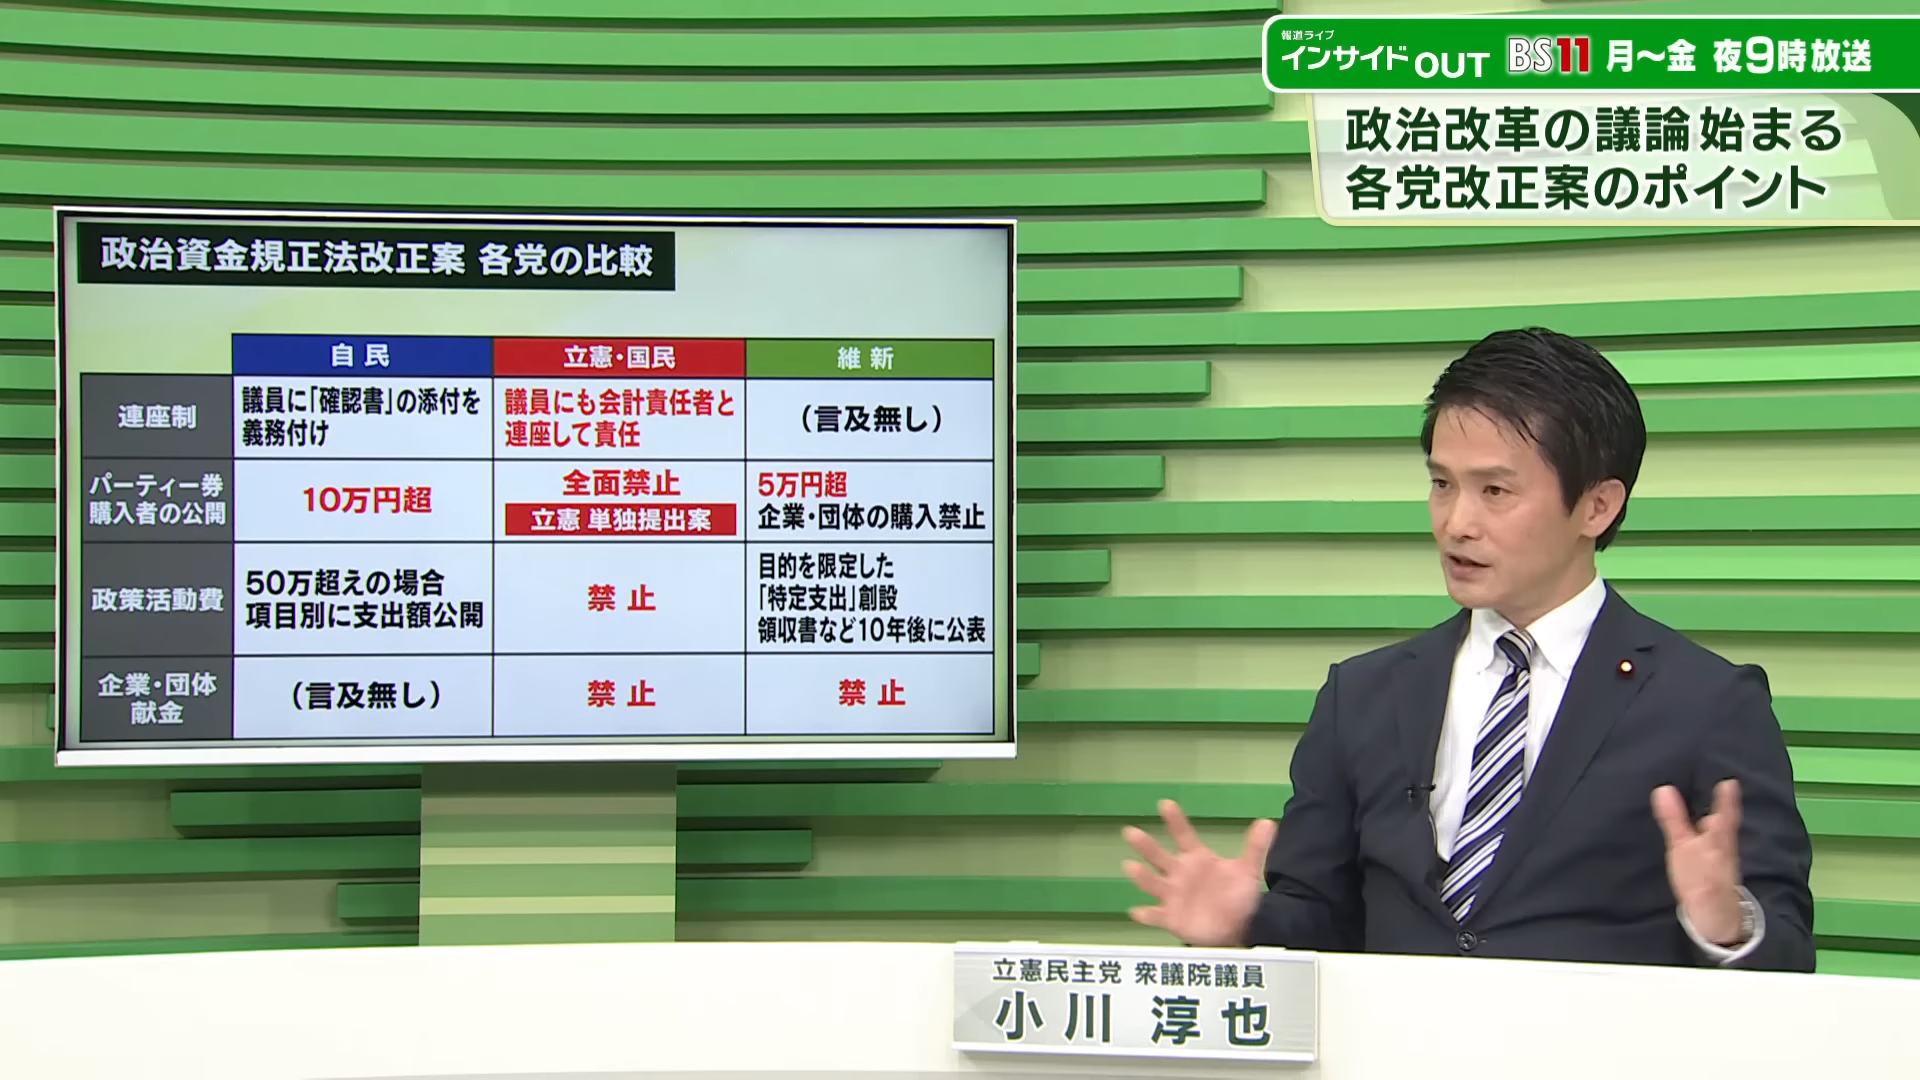 報道ライブ
インサイドOUT BS11 月～金 夜9時放送
政治改革の議論始まる
各党改正案のポイント
政治資金規正法改正案 各党の比較
自民 立憲・国民 維新
連座制
議員に「確認書」の添付を
義務付け
議員にも会計責任者と
連座して責任
(言及無し)
パーティー券
購入者の公開
10万円超
全面禁止
立憲 単独提出案
5万円超
企業・団体の購入禁止
政策活動費
50万超えの場合
項目別に支出額公開
禁止
目的を限定した
「特定支出」創設
領収書など10年後に公表
企業・団体
献金
(言及無し)
禁止
禁止
立憲民主党 衆議院議員
小川 淳也